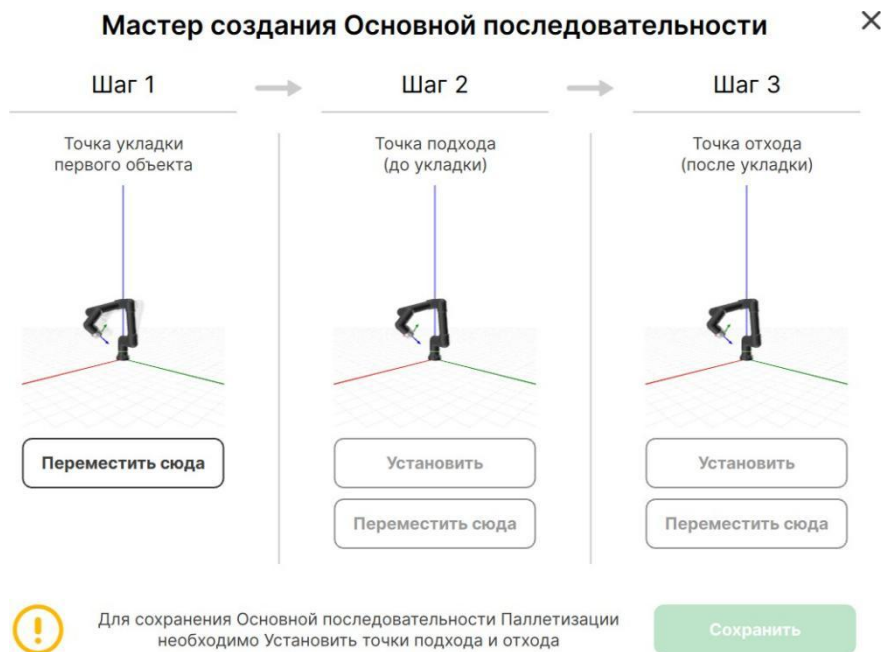 Мастер создания Основной последовательности
Шаг 1
Шаг 2
Шаг 3
Точка укладки
первого объекта
Точка подхода
(до укладки)
Точка отхода
(после укладки)
Переместить сюда
Установить
Переместить сюда
Установить
Переместить сюда
Для сохранения Основной последовательности Паллетизации
необходимо Установить точки подхода и отхода
Сохранить